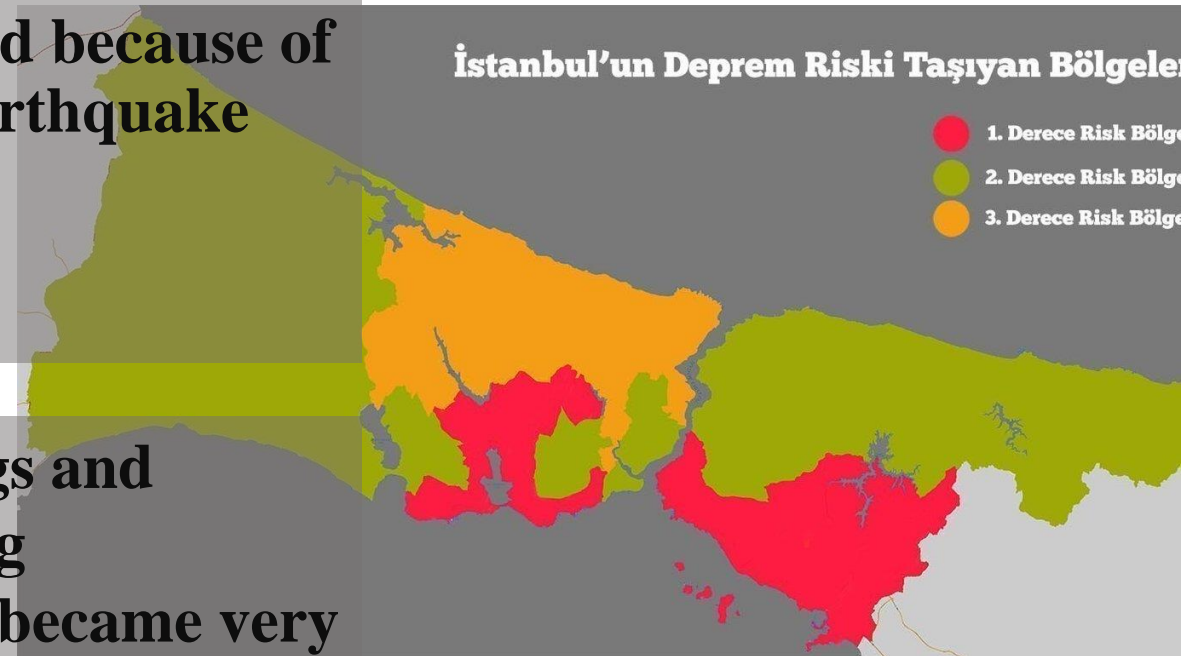 d because of
rthquake
gs and
g
became very
İstanbul’un Deprem Riski Taşıyan Bölgele
1. Derece Risk Bölge
2. Derece Risk Bölge
3. Derece Risk Bölge